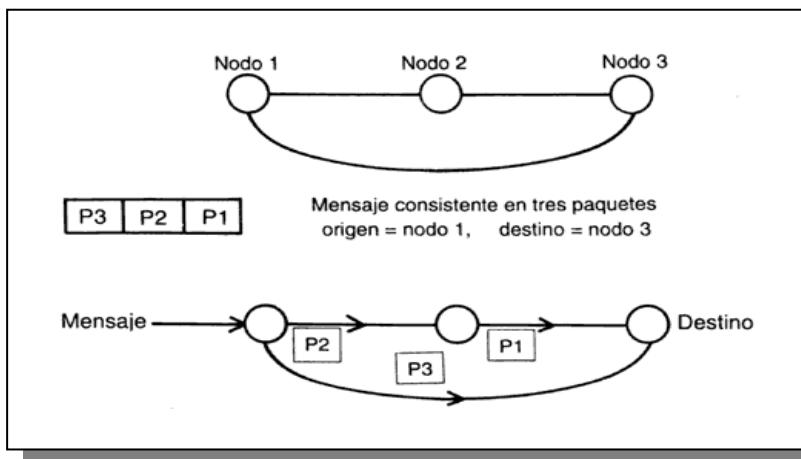 Nodo 1 Nodo 2 Nodo 3
P3 P2 P1
Mensaje consistente en tres paquetes
origen = nodo 1, destino = nodo 3
Mensaje Destino
P2 P1
P3